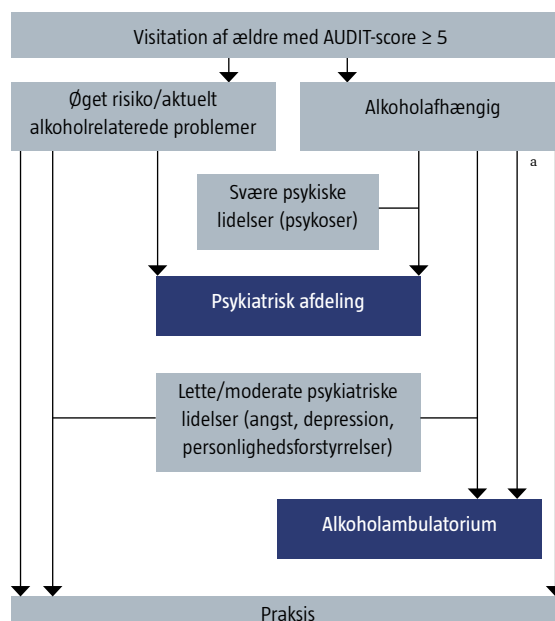 Visitation af ældre med AUDIT-score ≥ 5
Øget risiko/aktuelt
alkoholrelaterede problemer
Alkoholafhængig
a
Svære psykiske
lidelser (psykoser)
Psykiatrisk afdeling
Lette/moderate psykiatriske
lidelser (angst, depression,
personlighedsforstyrrelser)
Alkoholambulatorium
Praksis